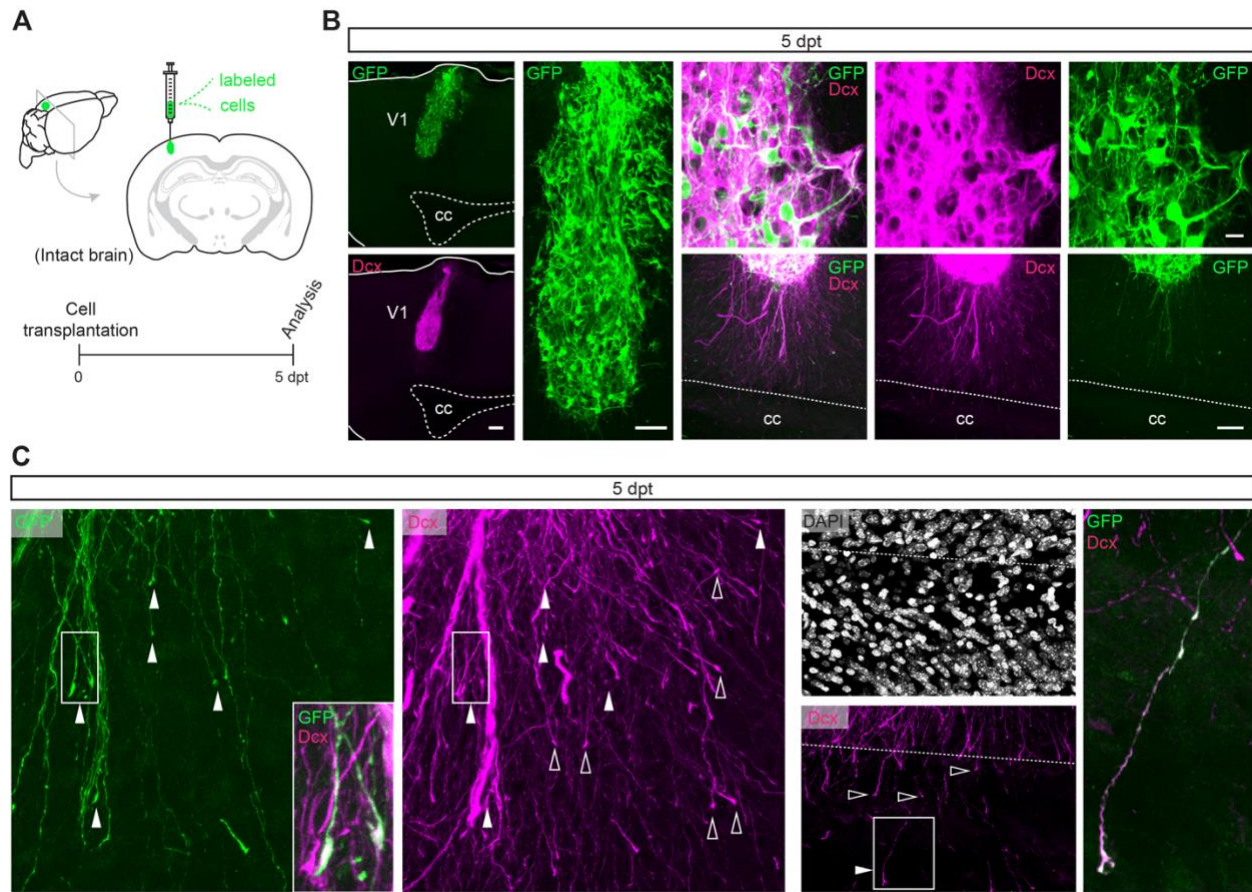 A
labeled
cells
(Intact brain)
Cell
transplantation
Analysis
0
5 dpt
B
5 dpt
GFP
V1
cc
Dcx
V1
cc
GFP
GFP
Dcx
Dcx
GFP
GFP
Dcx
cc
Dcx
cc
GFP
cc
C
5 dpt
GFP
GFP
Dcx
Dcx
DAPI
Dcx
GFP
Dcx